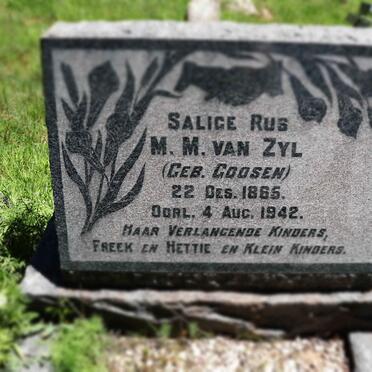 SALIGE RUS
M. M. VAN ZYL
(GEB. GOOSEN)
22 DES. 1865.
OORL. 4 AUG. 1942.
HAAR VERLANGENDE KINDERS,
FREEK EN HETTIE EN KLEIN KINDERS.